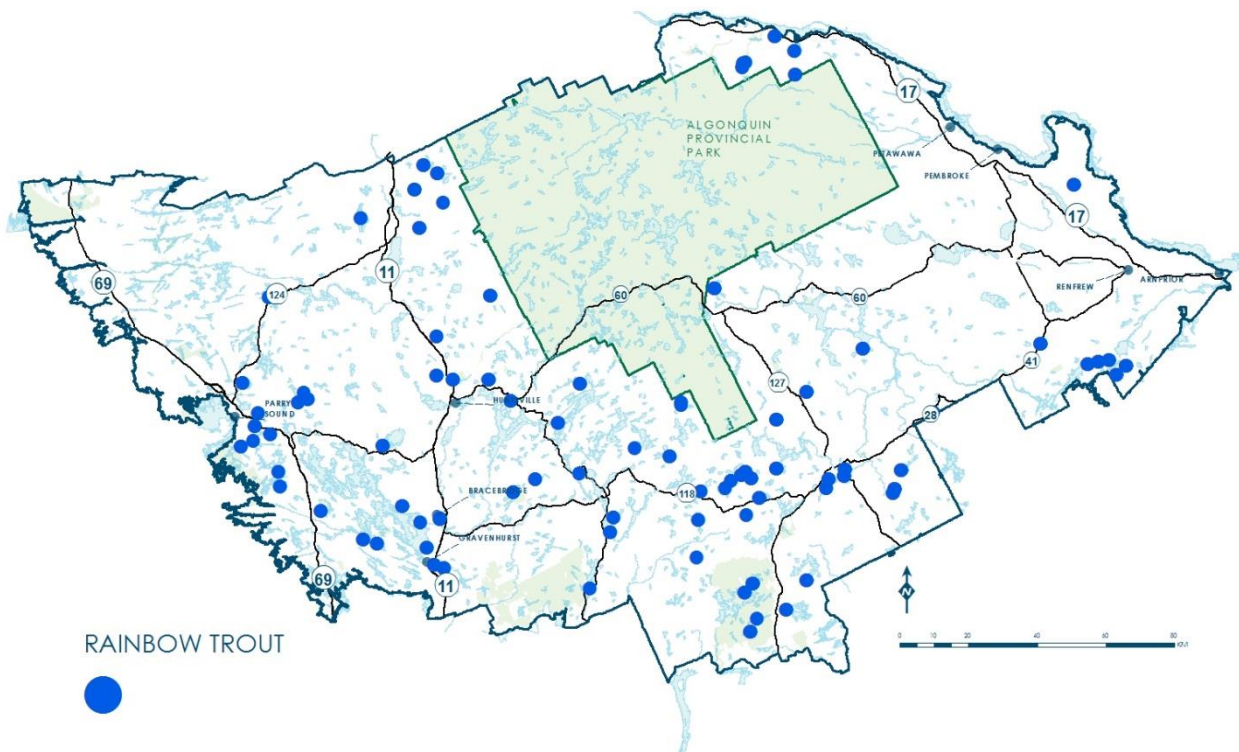 ALGONQUIN
PROVINCIAL
PARK
17
PETAWAWA
PEMBROKE
17
69
11
124
60
60
RENFREW
ARNPRIOR
41
127
PARRY
SOUND
HUNTSVILLE
28
118
BRACEBRIDGE
GRAVENHURST
69
11
N
RAINBOW TROUT
0 10 20 40 60 80
KM